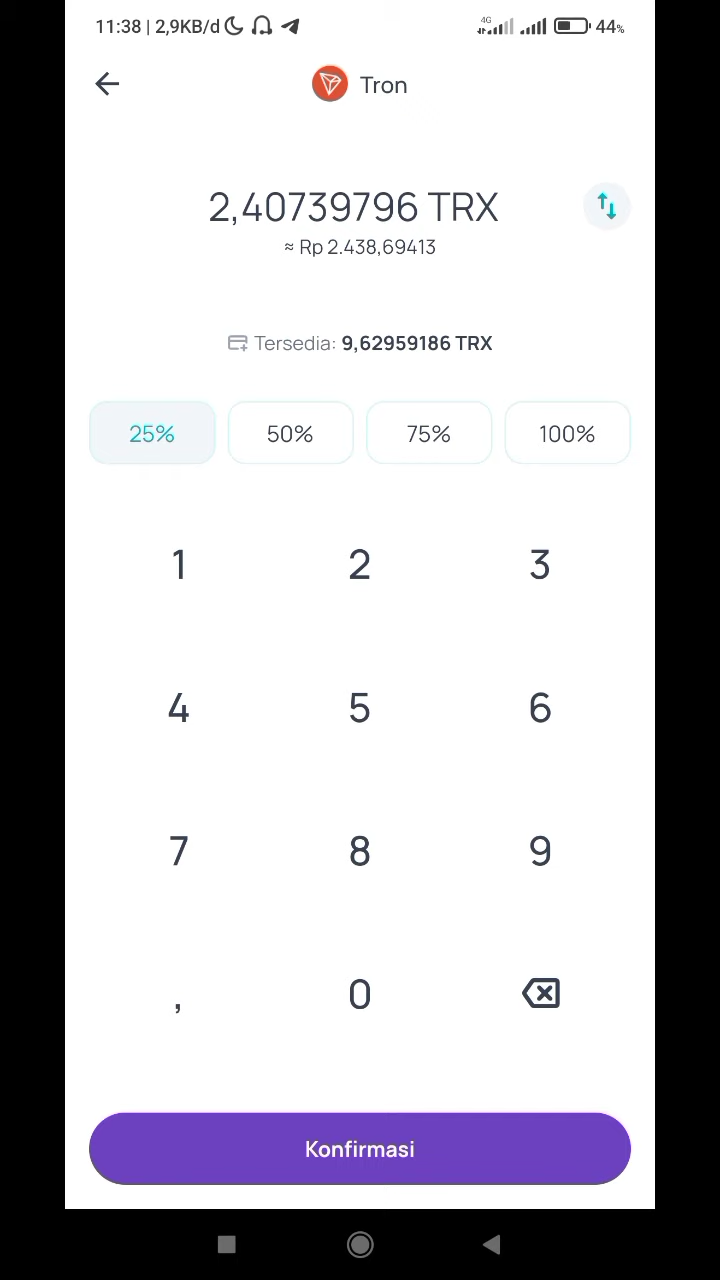 11:38 | 2,9KB/d 4G 44%
Tron
2,40739796 TRX
≈ Rp 2.438,69413
Tersedia: 9,62959186 TRX
25% 50% 75% 100%
1 2 3
4 5 6
7 8 9
, 0
Konfirmasi